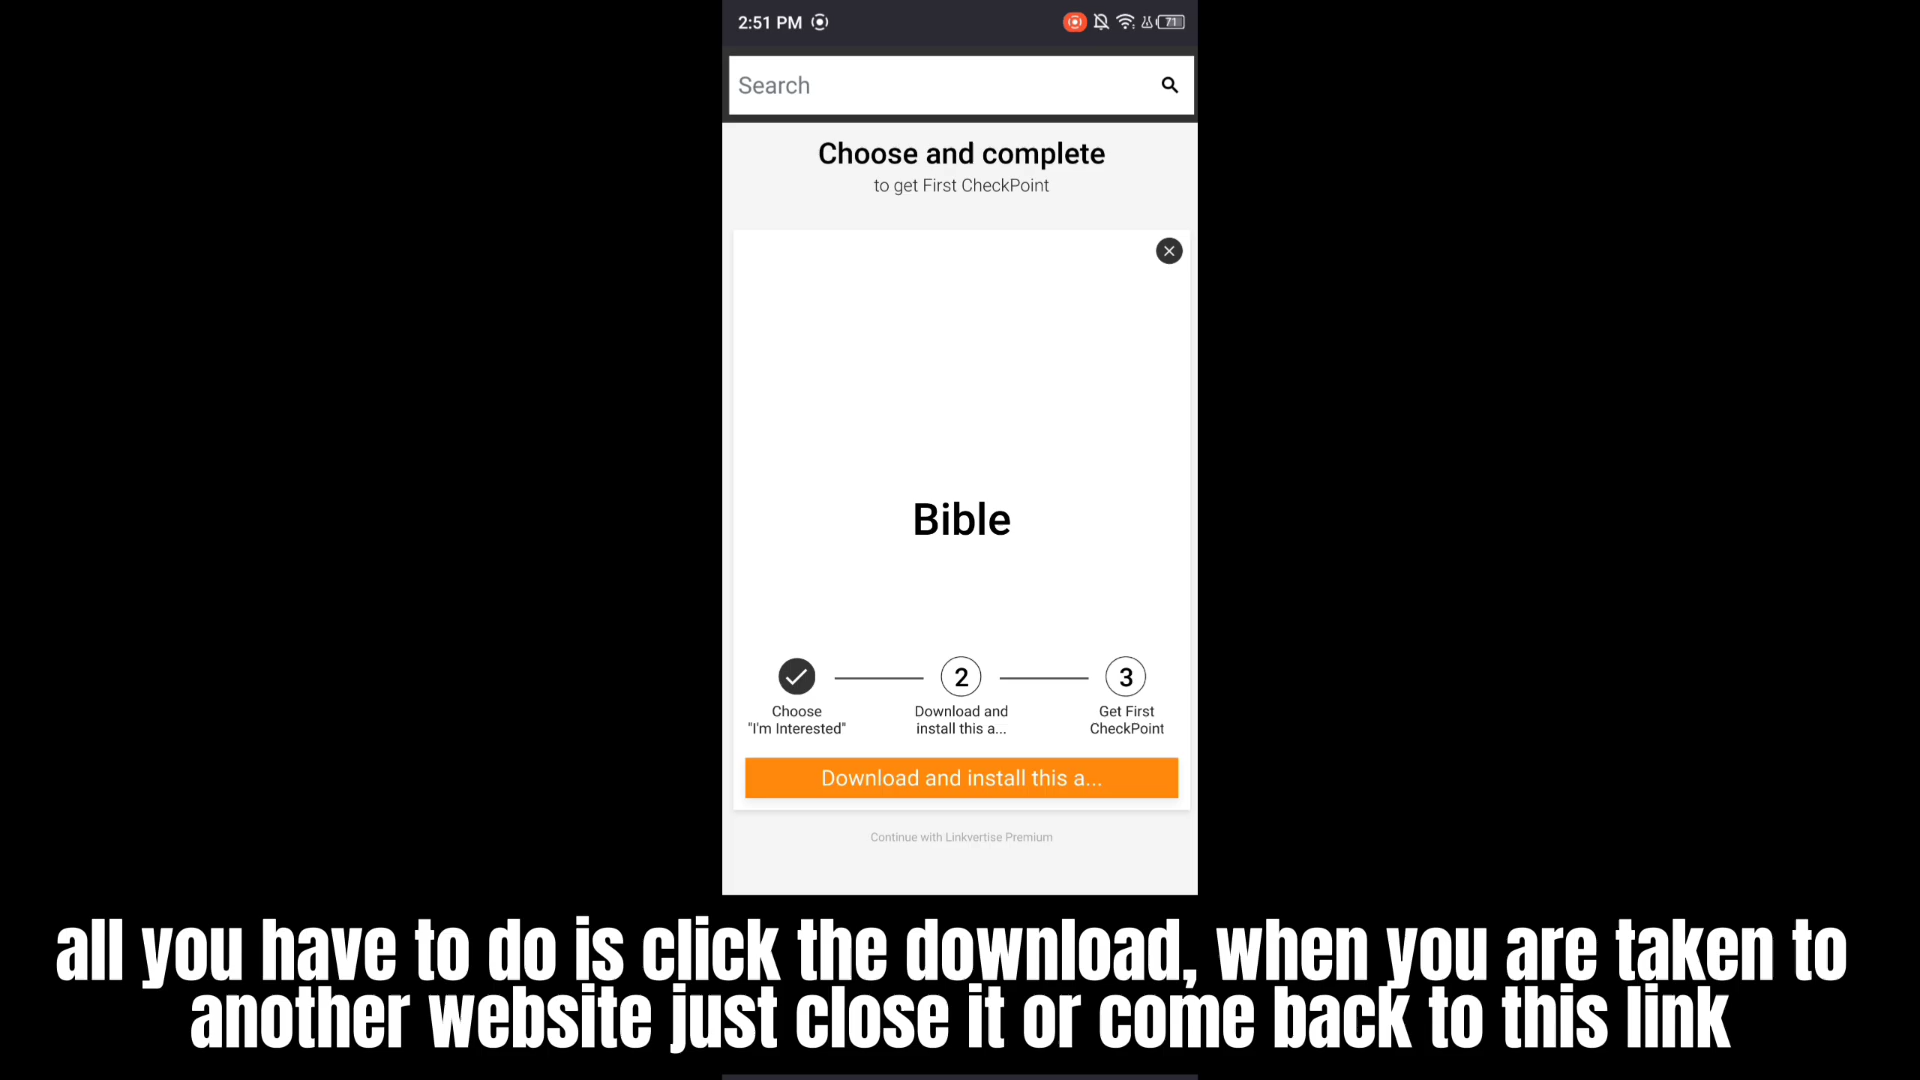 2:51 PM
71
Search
Choose and complete
to get First CheckPoint
Bible
2
3
Choose
"I'm Interested"
Download and
install this a...
Get First
CheckPoint
Download and install this a...
Continue with Linkvertise Premium
all you have to do is click the download, when you are taken to
another website just close it or come back to this link